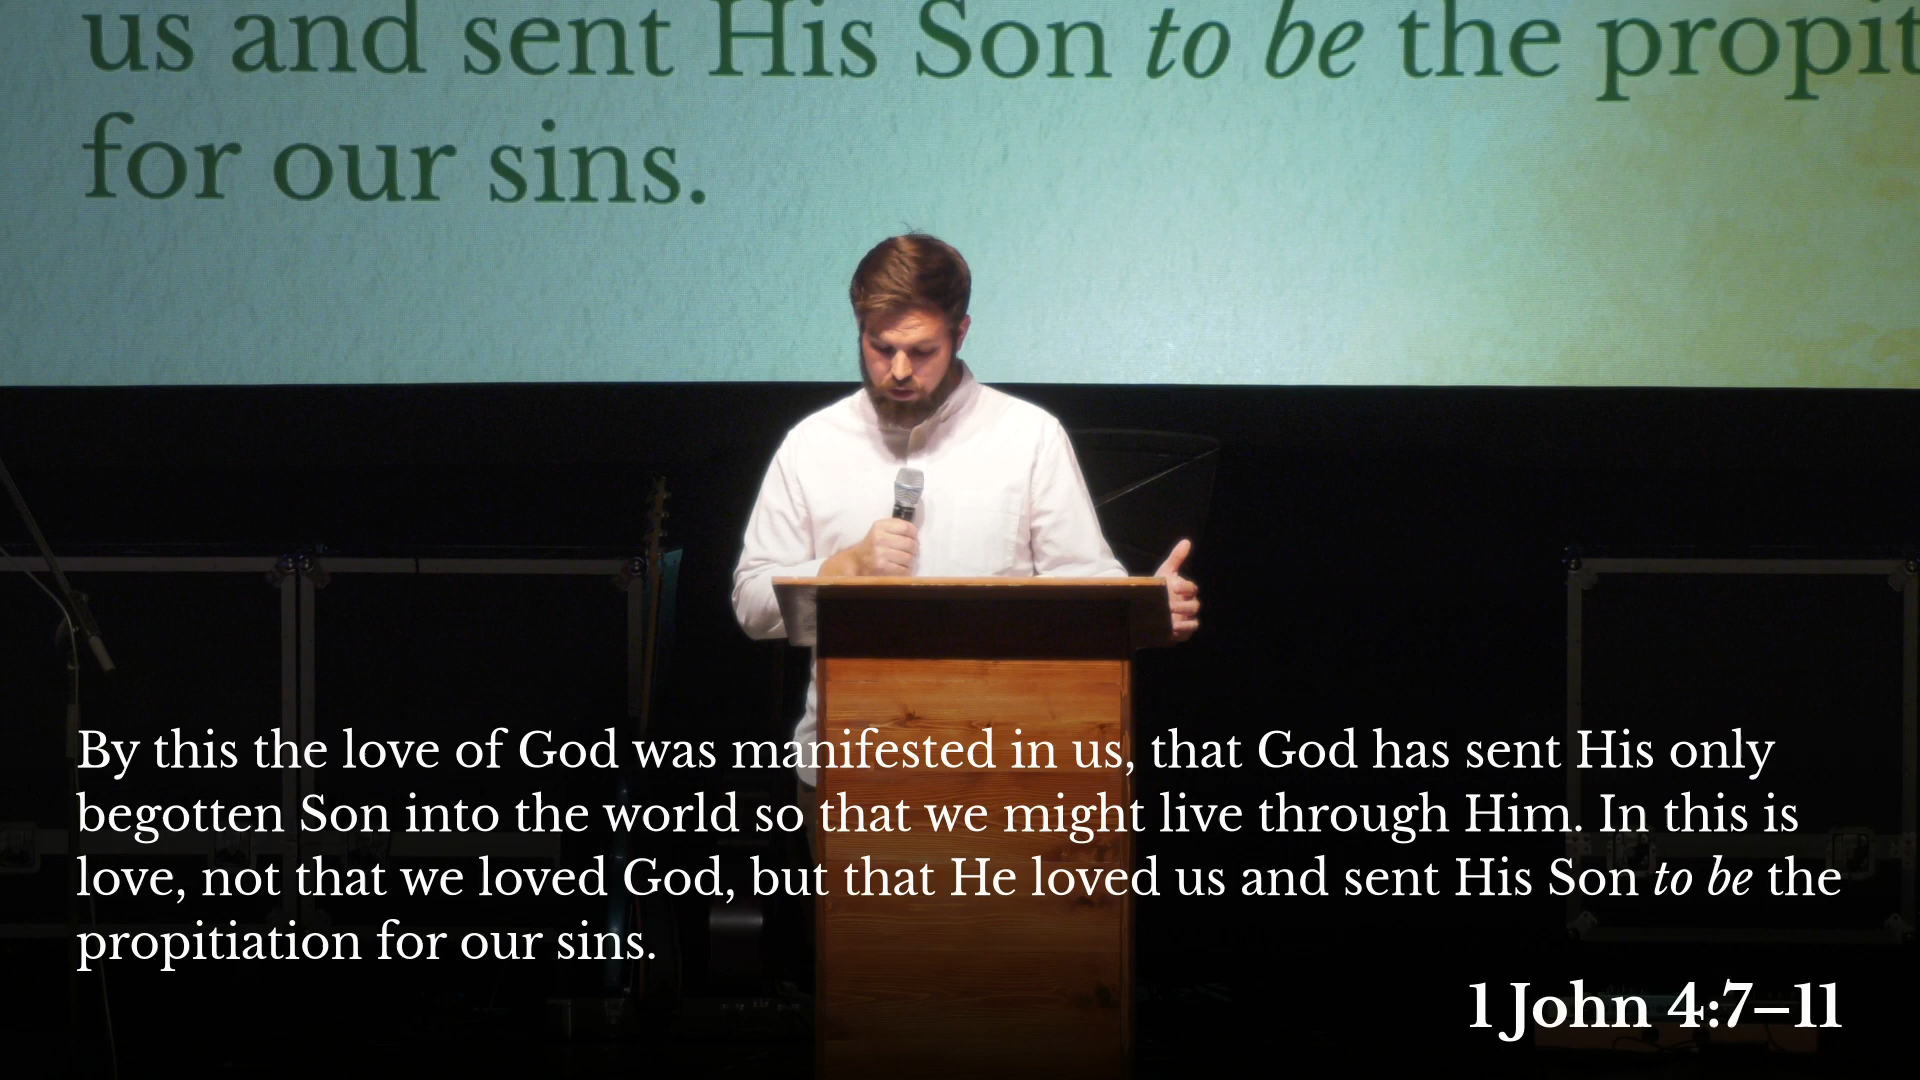 us and sent His Son to be the propit
for our sins.
By this the love of God was manifested in us, that God has sent His only
begotten Son into the world so that we might live through Him. In this is
love, not that we loved God, but that He loved us and sent His Son to be the
propitiation for our sins.
1 John 4:7–11